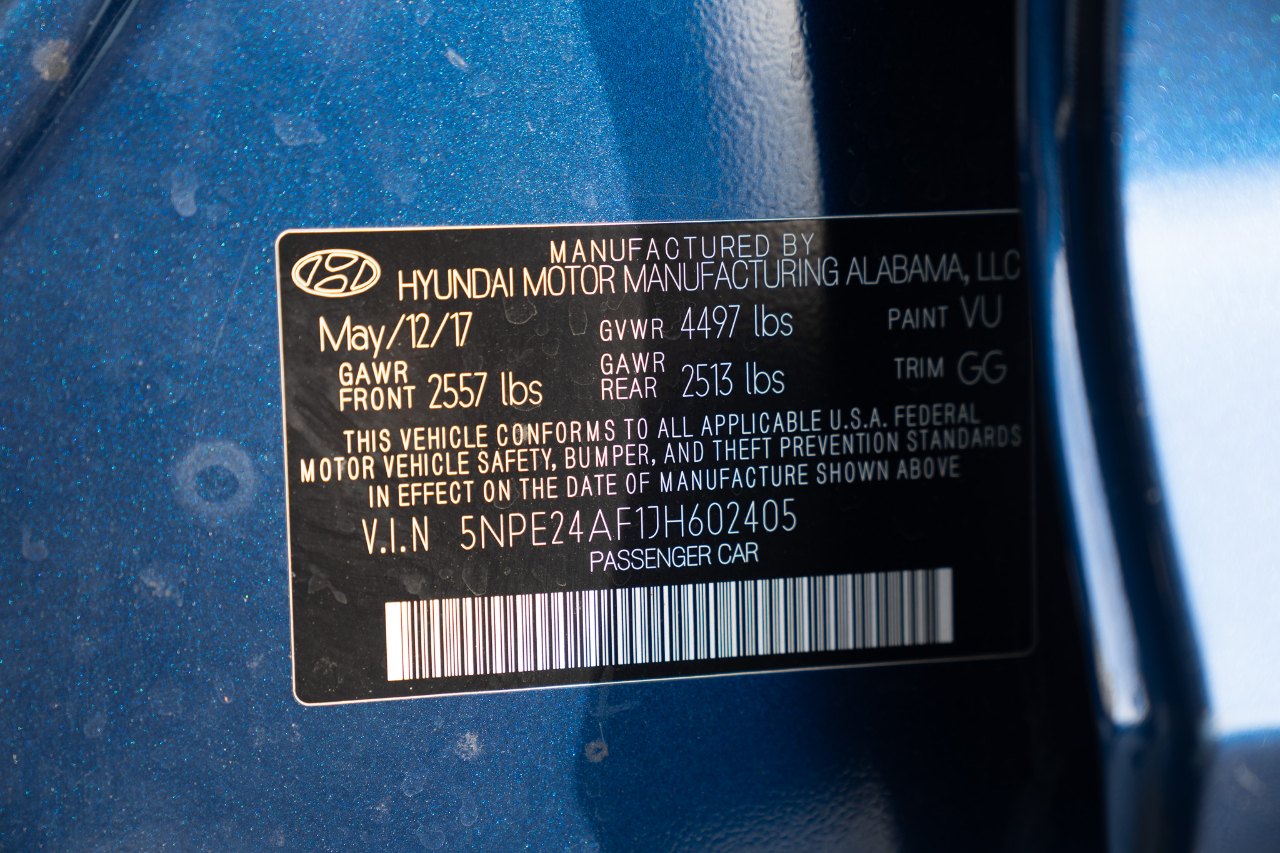 MANUFACTURED BY
HYUNDAI MOTOR MANUFACTURING ALABAMA, LLC
May/12/17 GVWR 4497 lbs PAINT VU
GAWR FRONT 2557 lbs GAWR REAR 2513 lbs TRIM GG
THIS VEHICLE CONFORMS TO ALL APPLICABLE U.S.A. FEDERAL
MOTOR VEHICLE SAFETY, BUMPER, AND THEFT PREVENTION STANDARDS
IN EFFECT ON THE DATE OF MANUFACTURE SHOWN ABOVE
V.I.N 5NPE24AF1JH602405
PASSENGER CAR